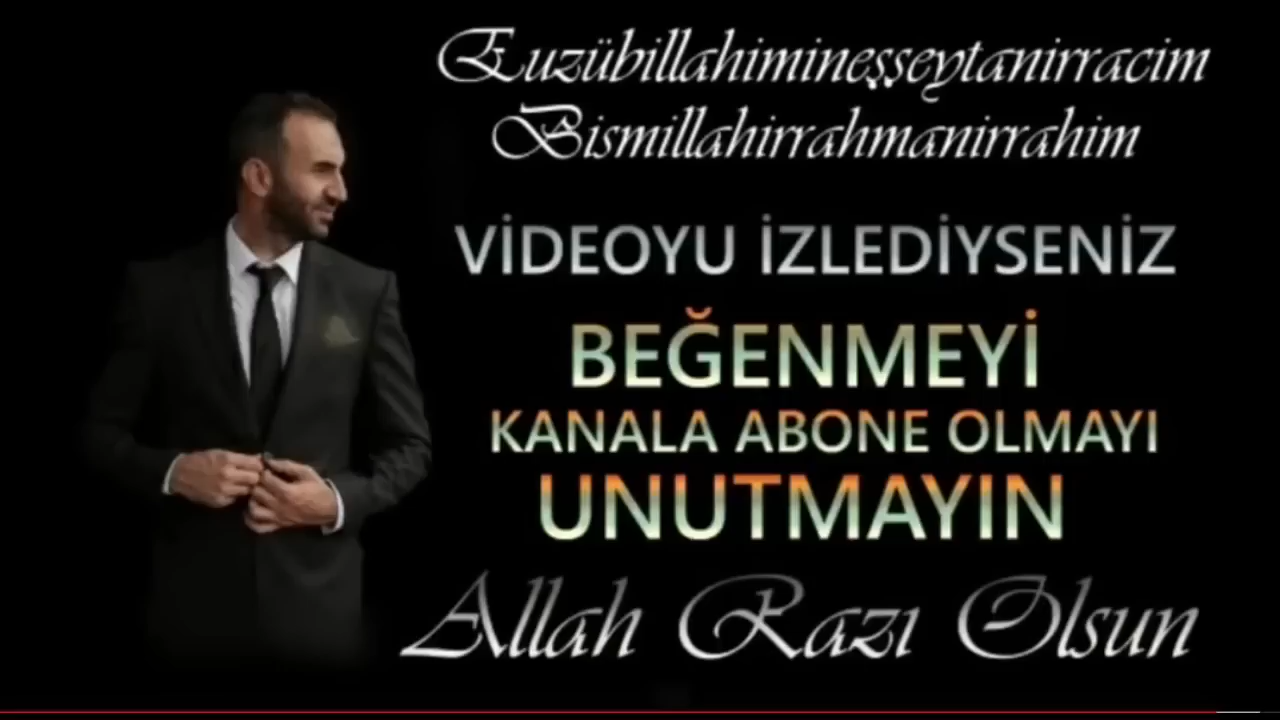 Euzübillahimineşşeytanirracim
Bismillahirrahmanirrahim
VİDEOYU İZLEDİYSENİZ
BEĞENMEYİ
KANALA ABONE OLMAYI
UNUTMAYIN
Allah Razı Olsun